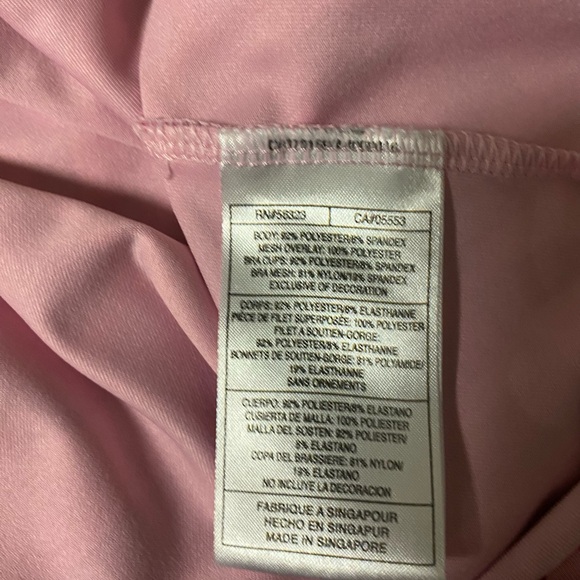 RN#56323 CA#05553
BODY: 92% POLYESTER/8% SPANDEX
MESH OVERLAY: 100% POLYESTER
BRA CUPS: 92% POLYESTER/8% SPANDEX
BRA MESH: 81% NYLON/19% SPANDEX
EXCLUSIVE OF DECORATION
CORPS: 92% POLYESTER/8% ELASTHANNE
PIÈCE DE FILET SUPERPOSÉE: 100% POLYESTER
FILET A SOUTIEN-GORGE:
92% POLYESTER/8% ELASTHANNE
BONNETS DE SOUTIEN-GORGE: 81% POLYAMIDE/
19% ELASTHANNE
SANS ORNEMENTS
CUERPO: 92% POLIESTER/8% ELASTANO
CUBIERTA DE MALLA: 100% POLIESTER
MALLA DEL SOSTEN: 92% POLIESTER/
8% ELASTANO
COPA DEL BRASSIERE: 81% NYLON/
19% ELASTANO
NO INCLUYE LA DECORACION
FABRIQUE A SINGAPOUR
HECHO EN SINGAPUR
MADE IN SINGAPORE